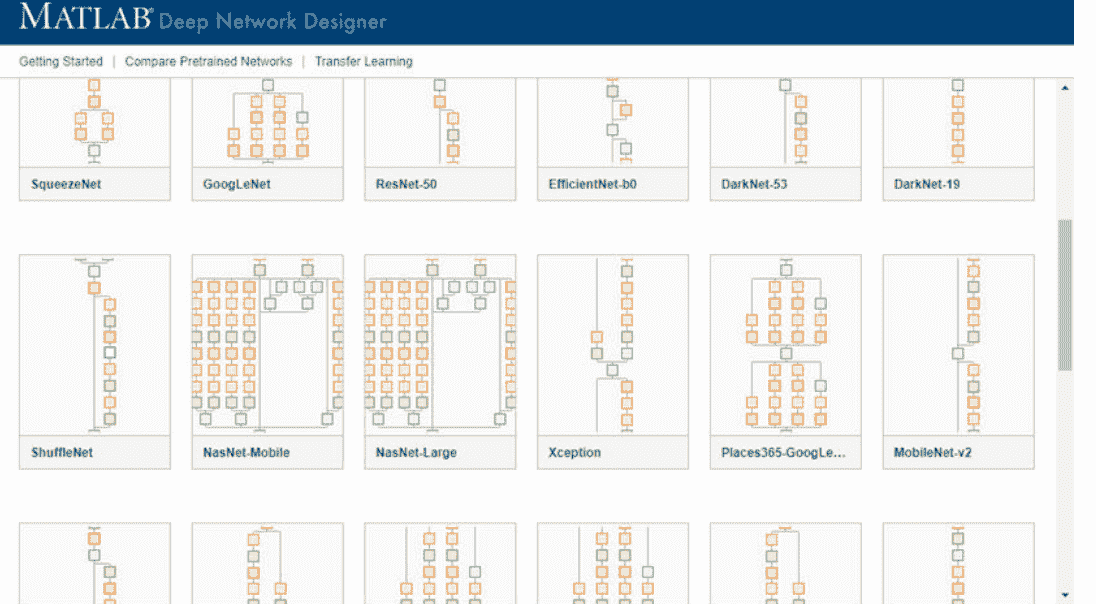 MATLAB® Deep Network Designer
Getting Started | Compare Pretrained Networks | Transfer Learning
SqueezeNet GoogLeNet ResNet-50 EfficientNet-b0 DarkNet-53 DarkNet-19
ShuffleNet NasNet-Mobile NasNet-Large Xception Places365-GoogLe... MobileNet-v2